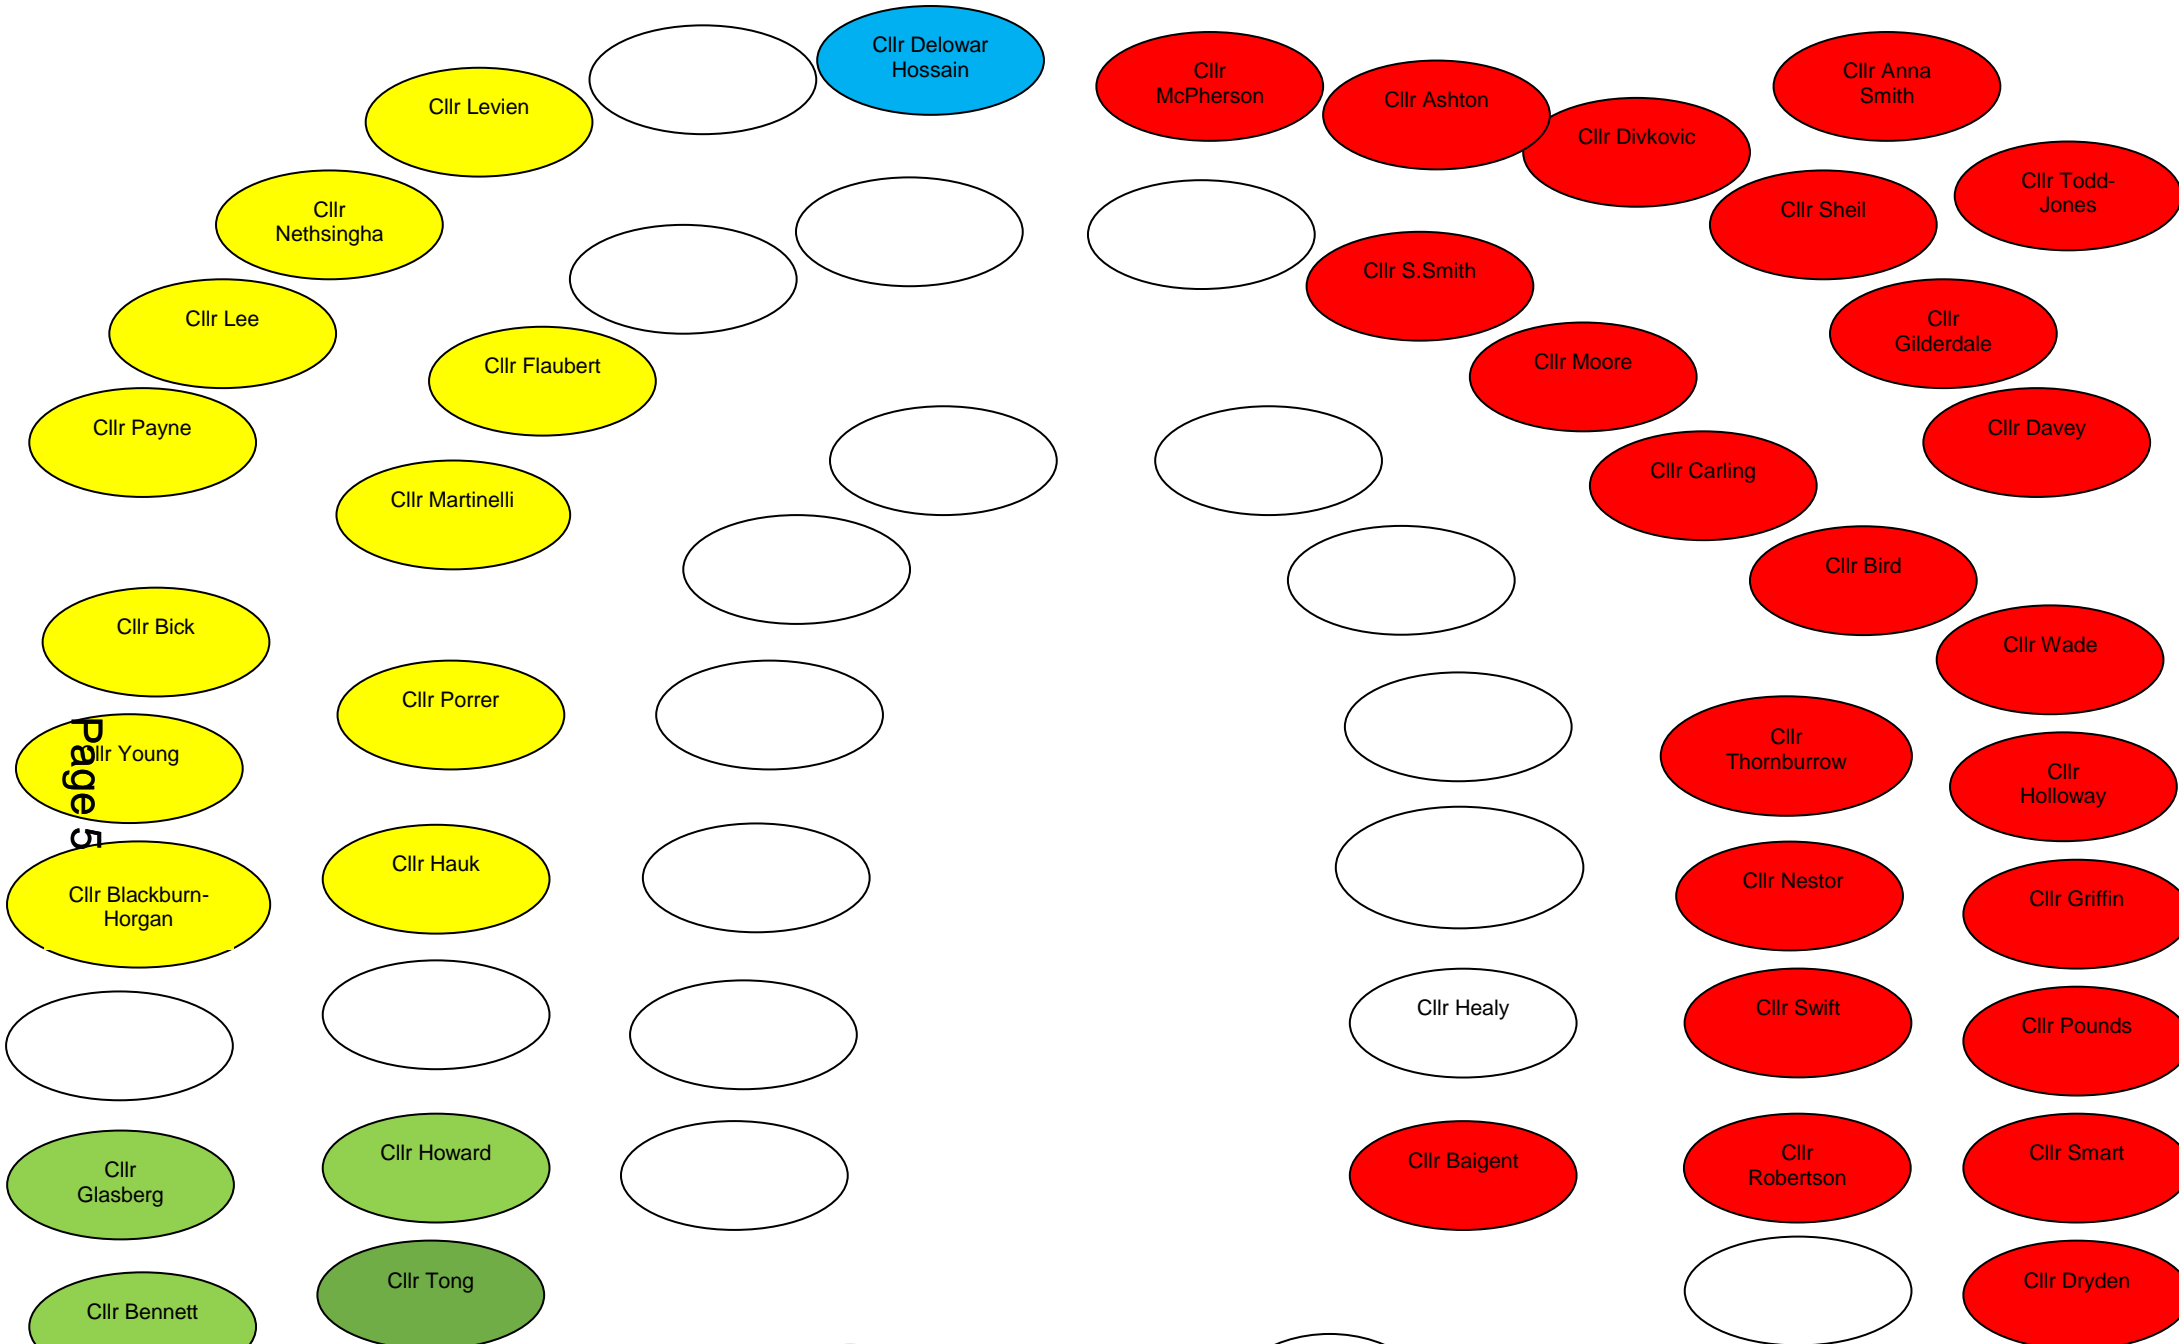 Cllr Delowar
Hossain
Cllr
McPherson
Cllr Anna
Smith
Cllr Levien
Cllr Ashton
Cllr Divkovic
Cllr Todd-
Jones
Cllr
Nethsingha
Cllr Sheil
Cllr S.Smith
Cllr Lee
Cllr
Gilderdale
Cllr Flaubert
Cllr Moore
Cllr Payne
Cllr Davey
Cllr Martinelli
Cllr Carling
Cllr Bird
Cllr Bick
Cllr Wade
Cllr Porrer
Cllr
Thornburrow
Cllr Young
Page 5
Cllr
Holloway
Cllr Hauk
Cllr Nestor
Cllr Blackburn-
Horgan
Cllr Griffin
Cllr Healy
Cllr Swift
Cllr Pounds
Cllr
Glasberg
Cllr Howard
Cllr Baigent
Cllr
Robertson
Cllr Smart
Cllr Tong
Cllr Dryden
Cllr Bennett